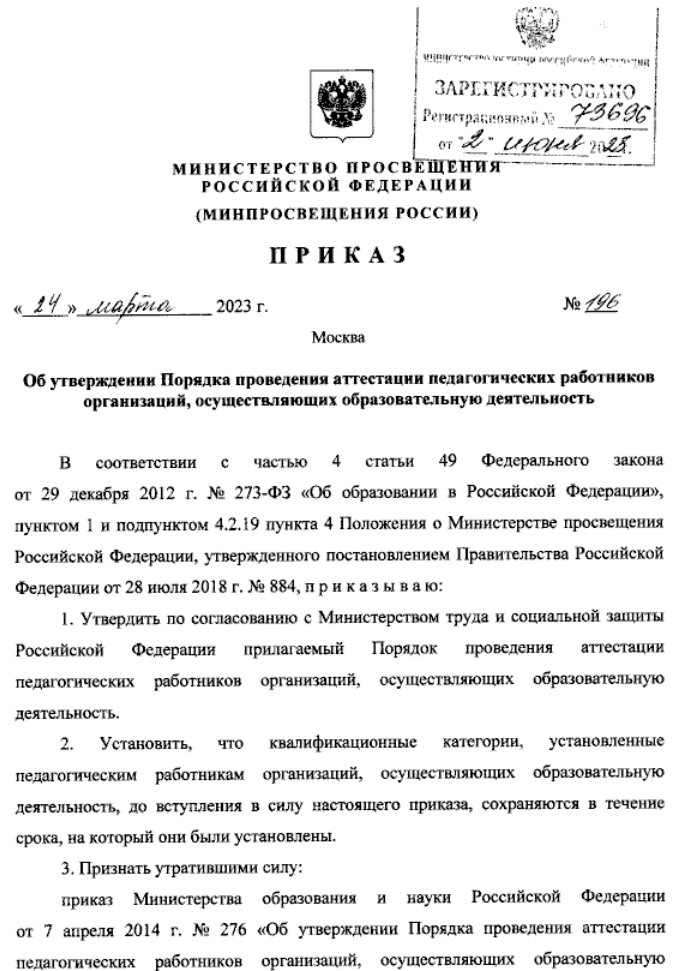 МИНИСТЕРСТВО ЮСТИЦИИ РОССИЙСКОЙ ФЕДЕРАЦИИ
ЗАРЕГИСТРИРОВАНО
Регистрационный № 73696
от "2" июня 2023.
МИНИСТЕРСТВО ПРОСВЕЩЕНИЯ
РОССИЙСКОЙ ФЕДЕРАЦИИ
(МИНПРОСВЕЩЕНИЯ РОССИИ)
ПРИКАЗ
«24» марта 2023 г. № 196
Москва
Об утверждении Порядка проведения аттестации педагогических работников
организаций, осуществляющих образовательную деятельность
В соответствии с частью 4 статьи 49 Федерального закона
от 29 декабря 2012 г. № 273-ФЗ «Об образовании в Российской Федерации»,
пунктом 1 и подпунктом 4.2.19 пункта 4 Положения о Министерстве просвещения
Российской Федерации, утвержденного постановлением Правительства Российской
Федерации от 28 июля 2018 г. № 884, п р и к а з ы в а ю:
1. Утвердить по согласованию с Министерством труда и социальной защиты
Российской Федерации прилагаемый Порядок проведения аттестации
педагогических работников организаций, осуществляющих образовательную
деятельность.
2. Установить, что квалификационные категории, установленные
педагогическим работникам организаций, осуществляющих образовательную
деятельность, до вступления в силу настоящего приказа, сохраняются в течение
срока, на который они были установлены.
3. Признать утратившими силу:
приказ Министерства образования и науки Российской Федерации
от 7 апреля 2014 г. № 276 «Об утверждении Порядка проведения аттестации
педагогических работников организаций, осуществляющих образовательную